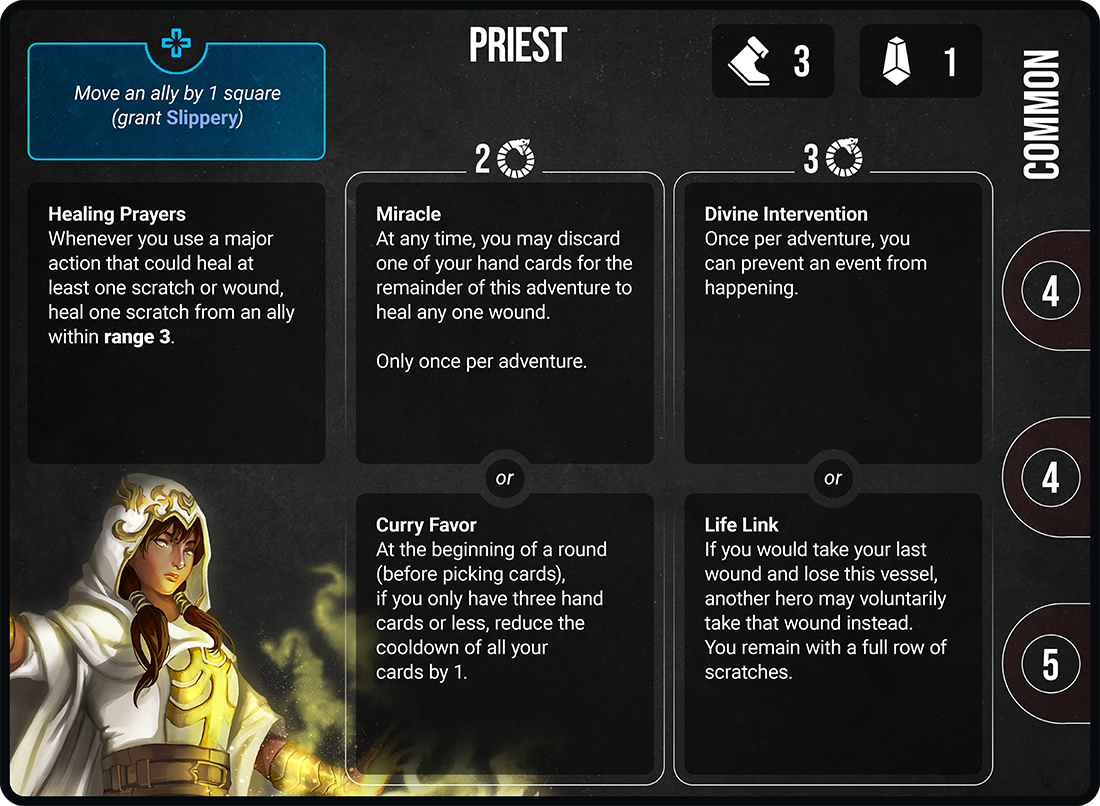 PRIEST
3
1
COMMON
Move an ally by 1 square
(grant Slippery)
2
3
Healing Prayers
Whenever you use a major
action that could heal at
least one scratch or wound,
heal one scratch from an ally
within range 3.
Miracle
At any time, you may discard
one of your hand cards for the
remainder of this adventure to
heal any one wound.
Only once per adventure.
or
Curry Favor
At the beginning of a round
(before picking cards),
if you only have three hand
cards or less, reduce the
cooldown of all your
cards by 1.
Divine Intervention
Once per adventure, you
can prevent an event from
happening.
or
Life Link
If you would take your last
wound and lose this vessel,
another hero may voluntarily
take that wound instead.
You remain with a full row of
scratches.
4
4
5